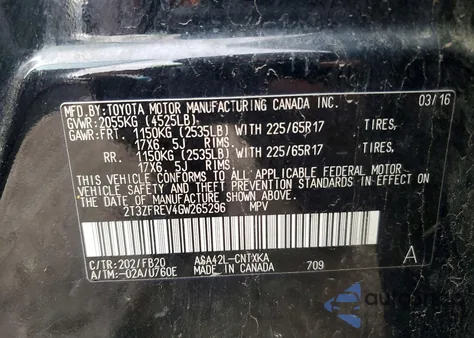 MFD.BY:TOYOTA MOTOR MANUFACTURING CANADA INC. 03/16
GVWR:2055KG (4525LB)
GAWR:FRT. 1150KG (2535LB) WITH 225/65R17 TIRES,
17X6.5J RIMS.
RR. 1150KG (2535LB) WITH 225/65R17 TIRES,
17X6.5J RIMS.
THIS VEHICLE CONFORMS TO ALL APPLICABLE FEDERAL MOTOR
VEHICLE SAFETY AND THEFT PREVENTION STANDARDS IN EFFECT ON
THE DATE OF MANUFACTURE SHOWN ABOVE.
2T3ZFREV4GW265296 MPV
C/TR:202/FB20 ASA42L-CNTXKA
A/TM:-02A/U760E MADE IN CANADA 709 A